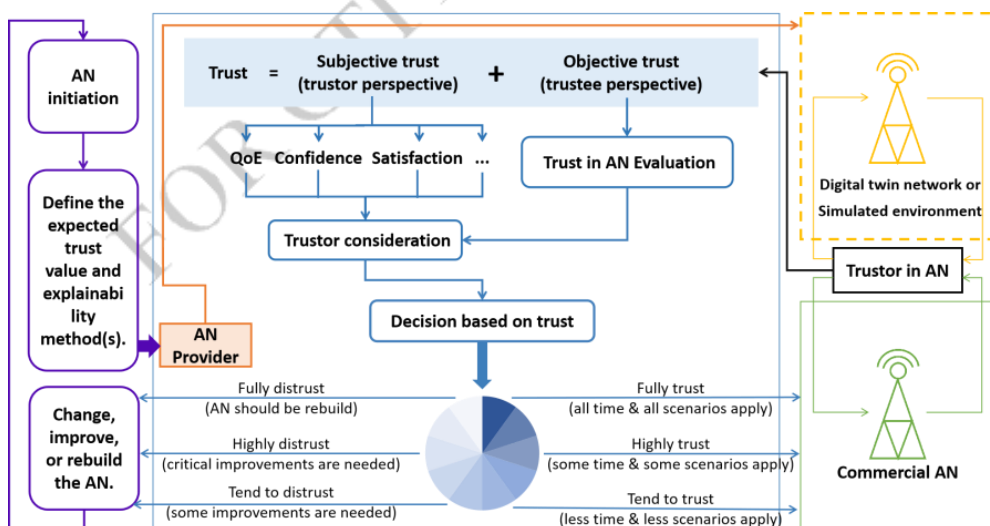 AN
initiation
Define the
expected
trust
value and
explainabi
lity
method(s).
AN
Provider
Change,
improve,
or rebuild
the AN.
Trust = Subjective trust
(trustor perspective)
+
Objective trust
(trustee perspective)
QoE Confidence Satisfaction ...
Trust in AN Evaluation
Trustor consideration
Decision based on trust
Fully distrust
(AN should be rebuild)
Highly distrust
(critical improvements are needed)
Tend to distrust
(some improvements are needed)
Fully trust
(all time & all scenarios apply)
Highly trust
(some time & some scenarios apply)
Tend to trust
(less time & less scenarios apply)
Digital twin network or
Simulated environment
Trustor in AN
Commercial AN
FOR